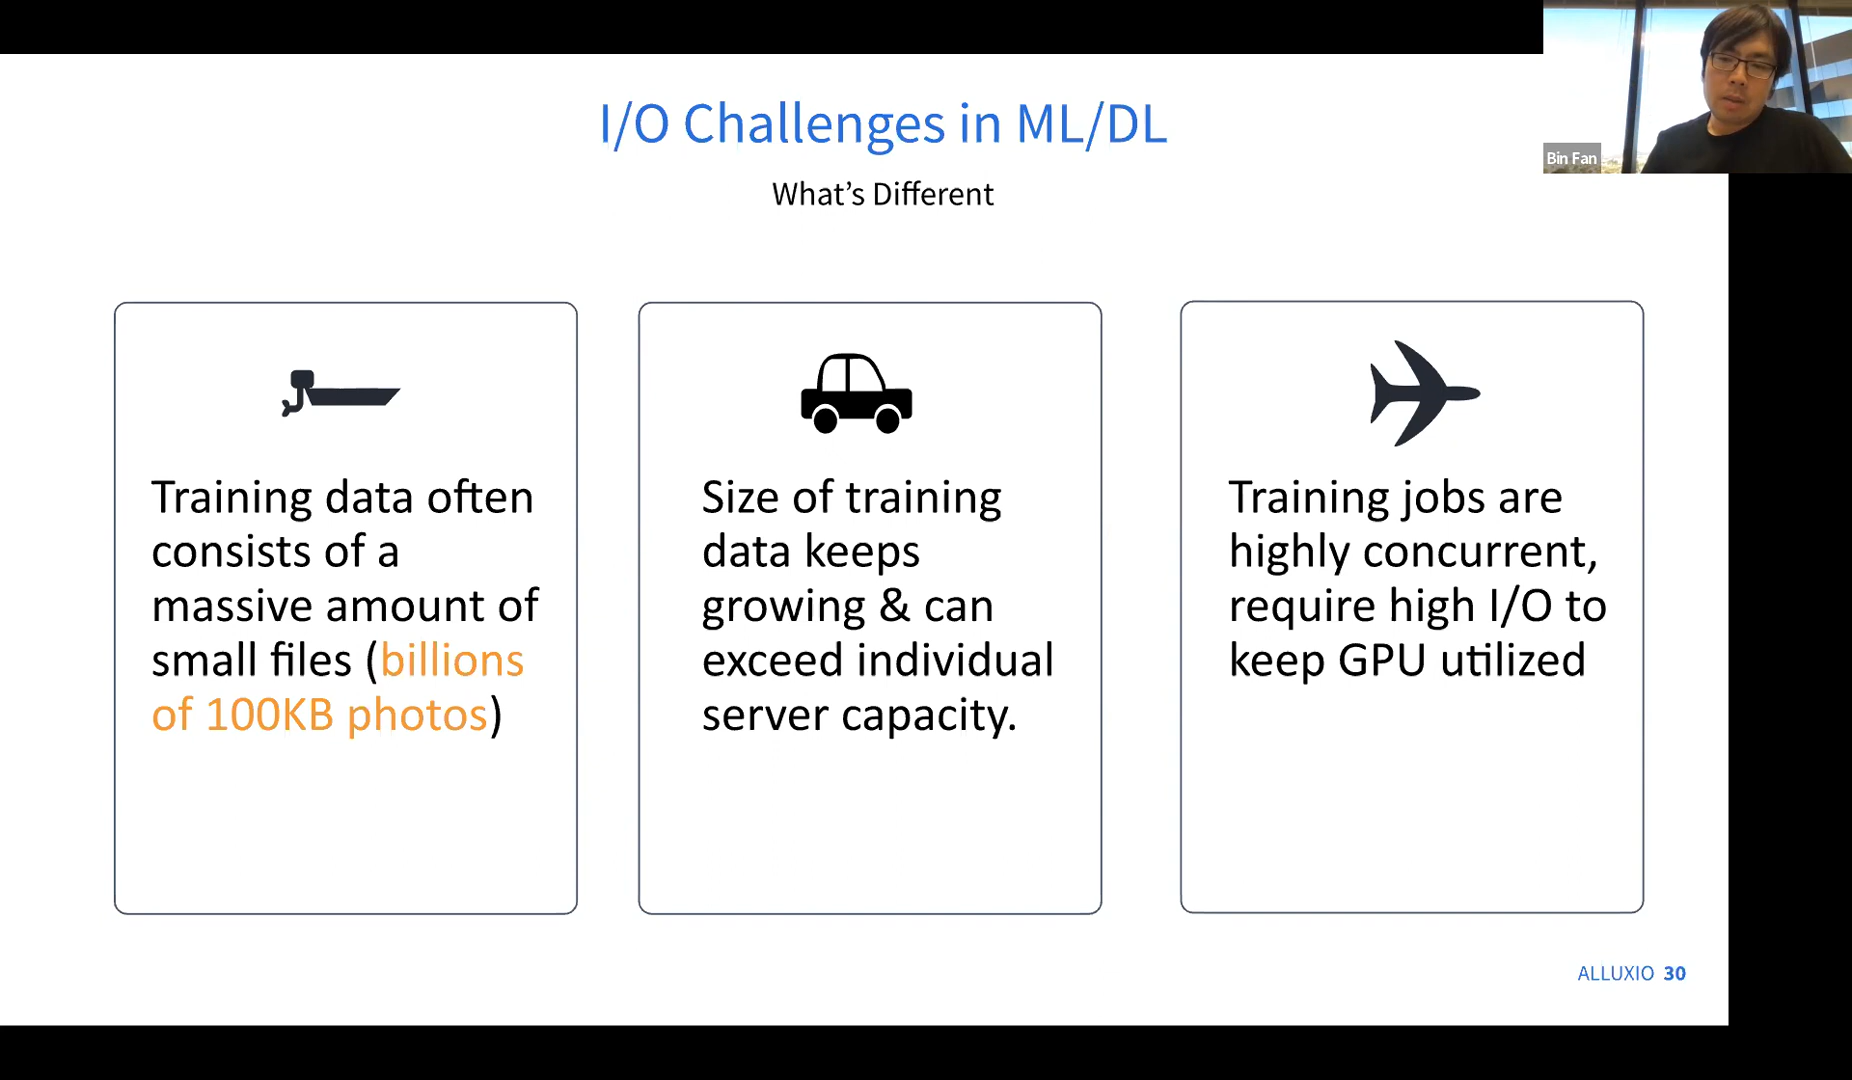 I/O Challenges in ML/DL
What's Different
Bin Fan
Training data often
consists of a
massive amount of
small files (billions
of 100KB photos)
Size of training
data keeps
growing & can
exceed individual
server capacity.
Training jobs are
highly concurrent,
require high I/O to
keep GPU utilized
ALLUXIO 30